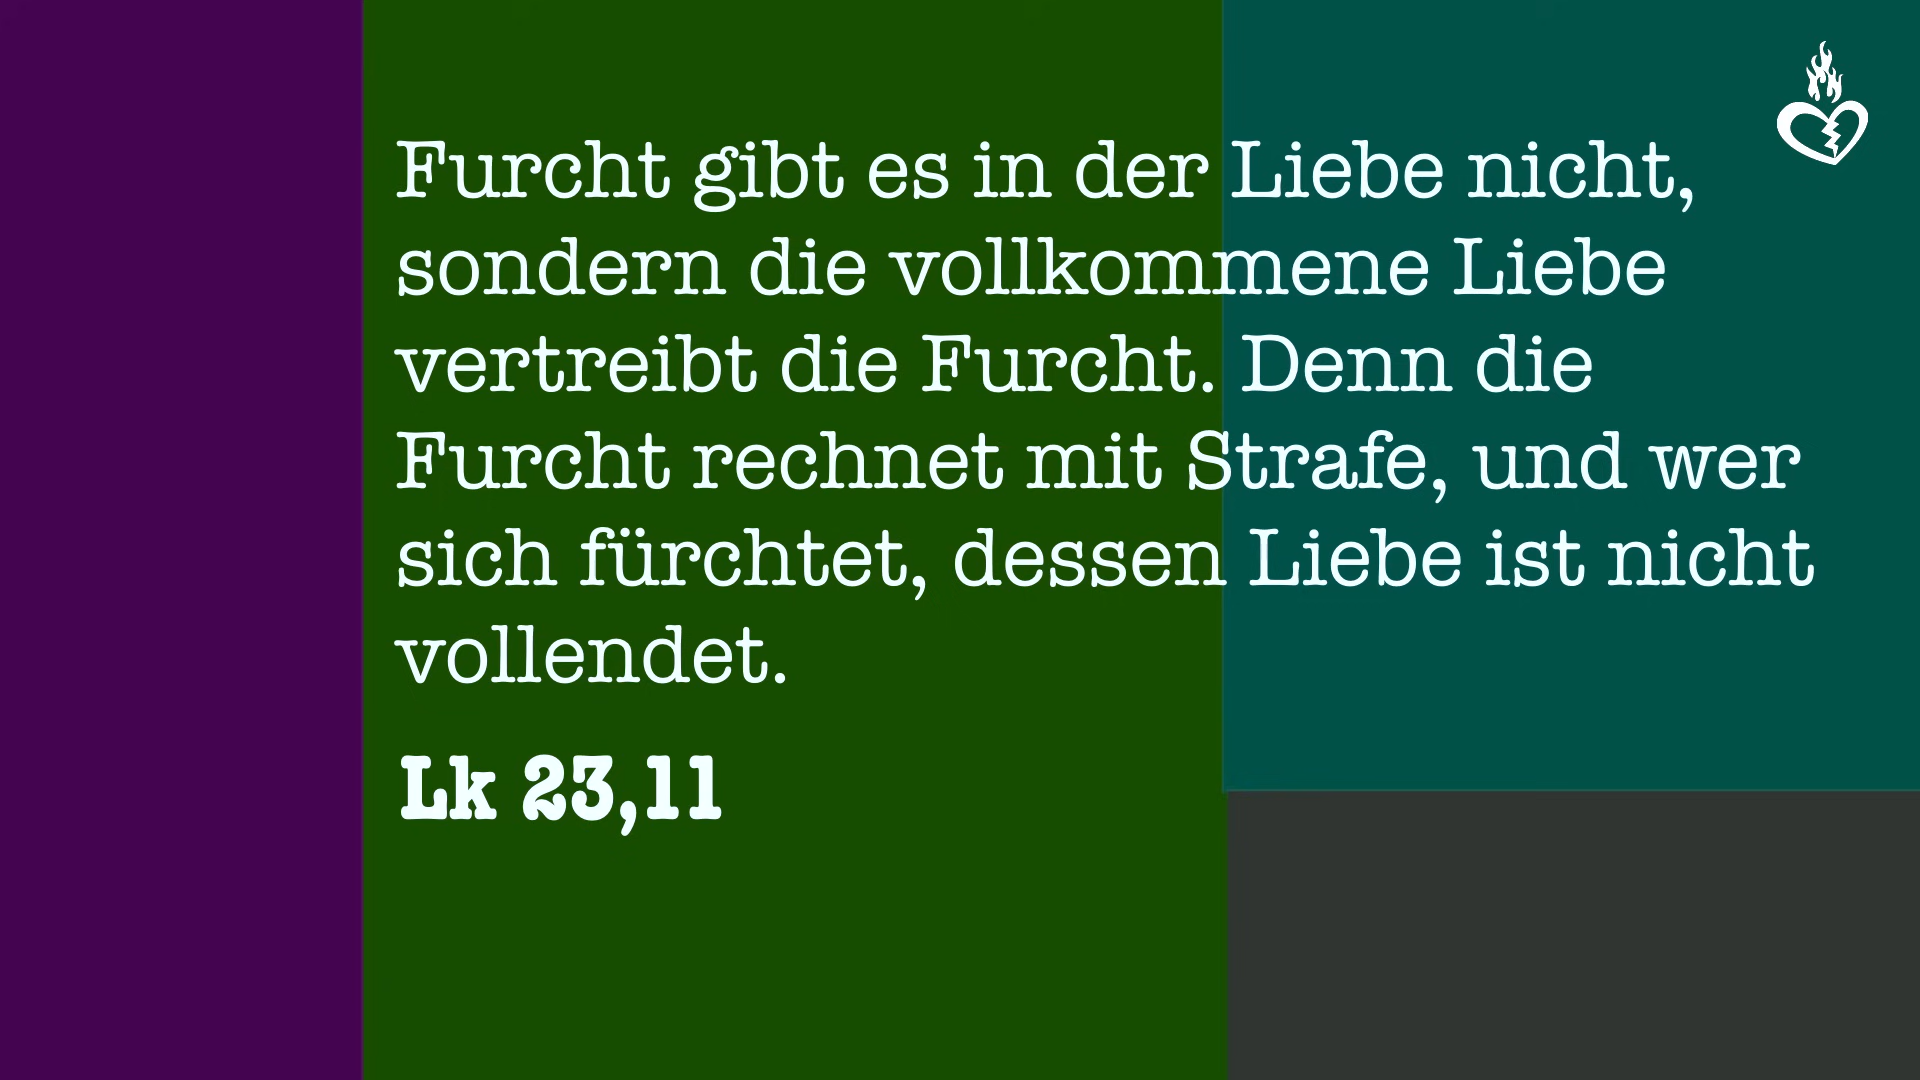 Furcht gibt es in der Liebe nicht,
sondern die vollkommene Liebe
vertreibt die Furcht. Denn die
Furcht rechnet mit Strafe, und wer
sich fürchtet, dessen Liebe ist nicht
vollendet.
Lk 23,11